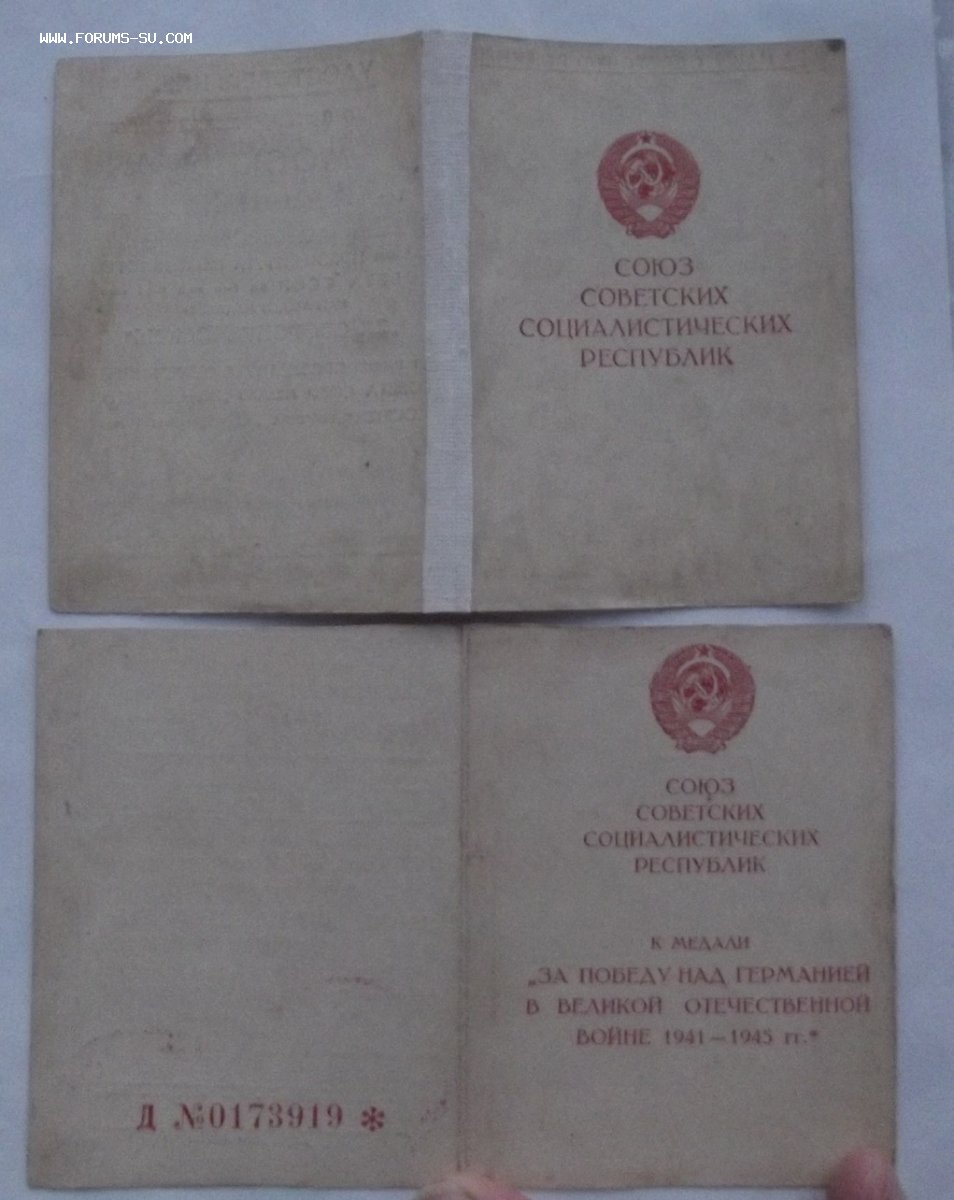 WWW.FORUMS-SU.COM
СОЮЗ
СОВЕТСКИХ
СОЦИАЛИСТИЧЕСКИХ
РЕСПУБЛИК
СОЮЗ
СОВЕТСКИХ
СОЦИАЛИСТИЧЕСКИХ
РЕСПУБЛИК
К МЕДАЛИ
„ЗА ПОБЕДУ НАД ГЕРМАНИЕЙ
В ВЕЛИКОЙ ОТЕЧЕСТВЕННОЙ
ВОЙНЕ 1941—1945 гг.“
Д №0173919 *